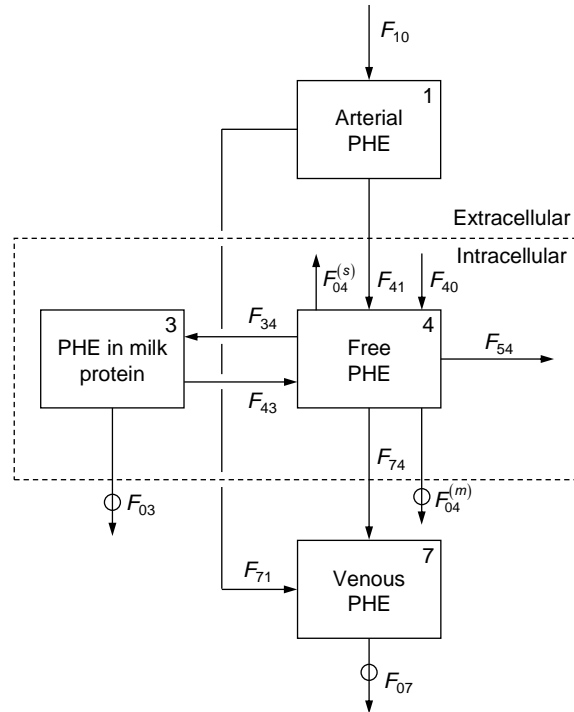 F10
1
Arterial
PHE
Extracellular
Intracellular
F04(s)
F41
F40
3
PHE in milk
protein
F34
F43
4
Free
PHE
F54
F74
F03
F04(m)
7
Venous
PHE
F71
F07